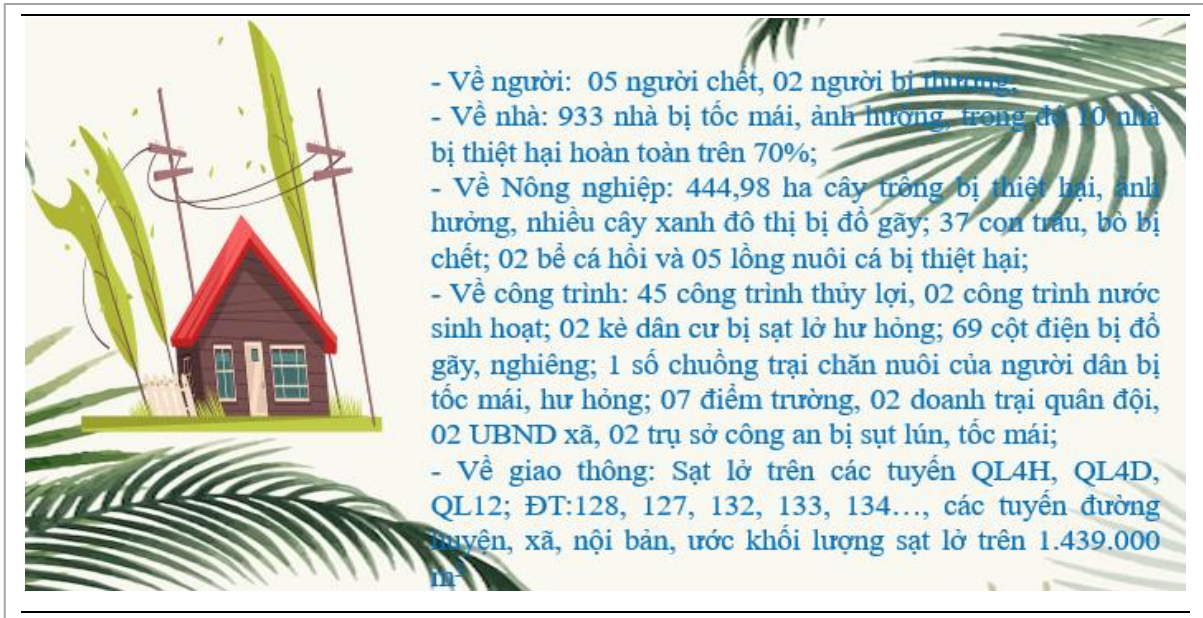 - Về người:  05 người chết, 02 người bị thương;
- Về nhà: 933 nhà bị tốc mái, ảnh hưởng, trong đó 10 nhà
bị thiệt hại hoàn toàn trên 70%;
- Về Nông nghiệp: 444,98 ha cây trồng bị thiệt hại, ảnh
hưởng, nhiều cây xanh đô thị bị đổ gãy; 37 con trâu, bò bị
chết; 02 bể cá hồi và 05 lồng nuôi cá bị thiệt hại;
- Về công trình: 45 công trình thủy lợi, 02 công trình nước
sinh hoạt; 02 kè dân cư bị sạt lở hư hỏng; 69 cột điện bị đổ
gãy, nghiêng; 1 số chuồng trại chăn nuôi của người dân bị
tốc mái, hư hỏng; 07 điểm trường, 02 doanh trại quân đội,
02 UBND xã, 02 trụ sở công an bị sụt lún, tốc mái;
- Về giao thông: Sạt lở trên các tuyến QL4H, QL4D,
QL12; ĐT:128, 127, 132, 133, 134…, các tuyến đường
huyện, xã, nội bản, ước khối lượng sạt lở trên 1.439.000
m³